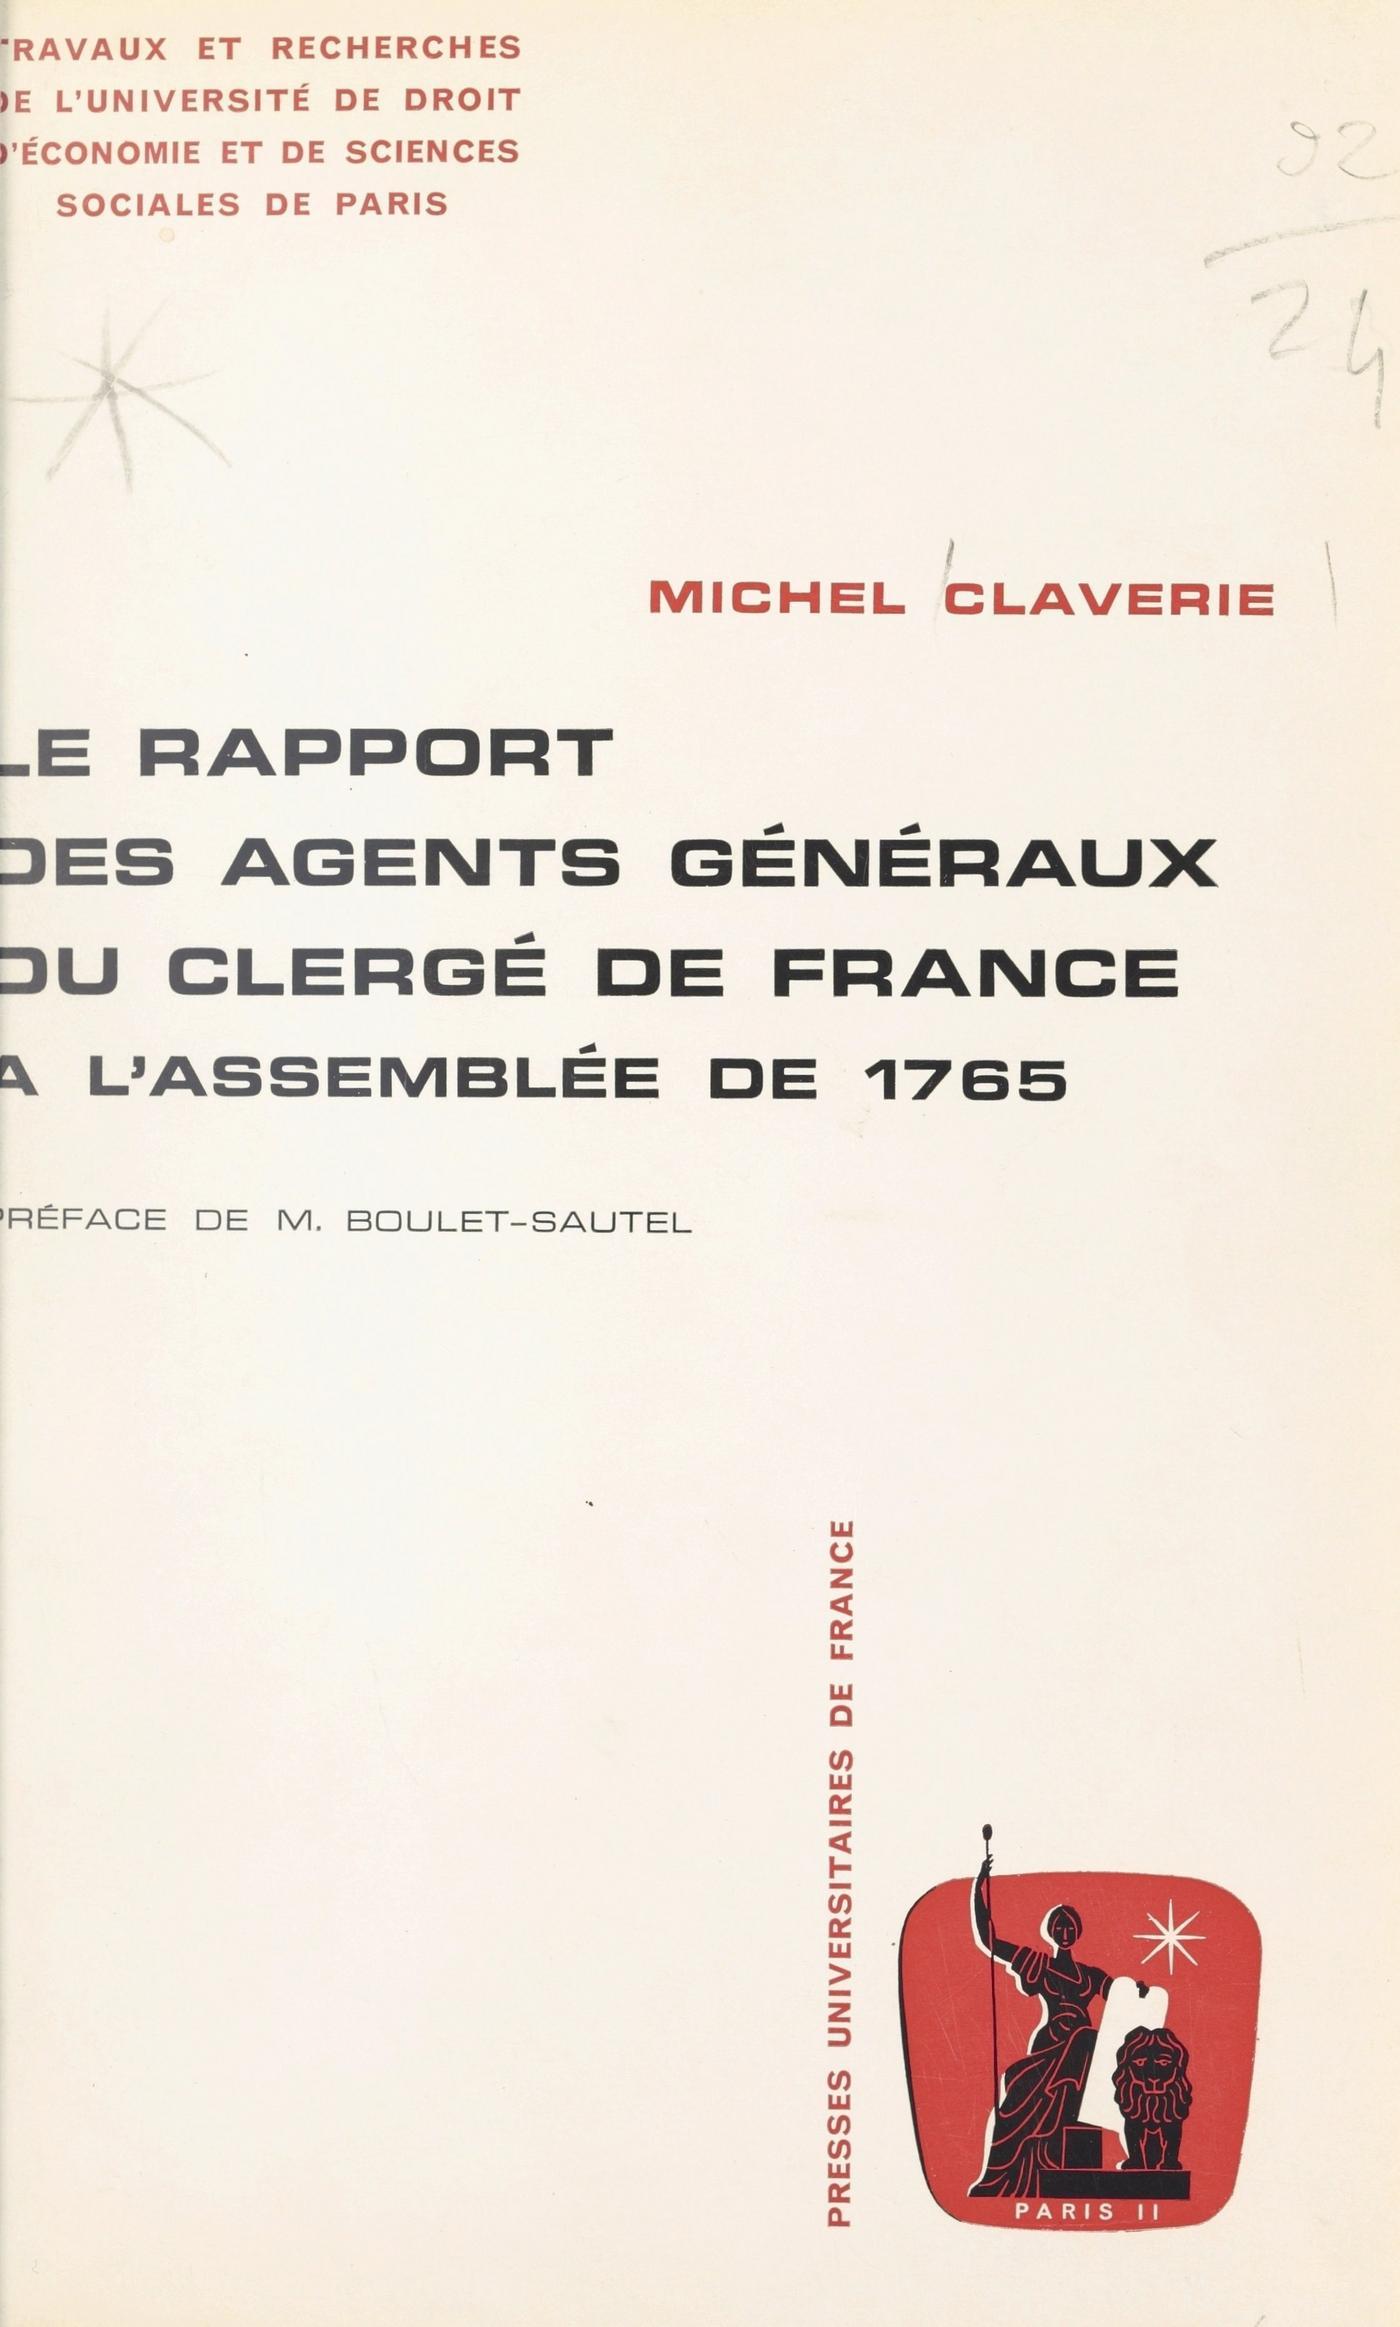 TRAVAUX ET RECHERCHES
DE L'UNIVERSITÉ DE DROIT
D'ÉCONOMIE ET DE SCIENCES
SOCIALES DE PARIS
92
24
MICHEL CLAVERIE
LE RAPPORT
DES AGENTS GÉNÉRAUX
DU CLERGÉ DE FRANCE
A L'ASSEMBLÉE DE 1765
PRÉFACE DE M. BOULET-SAUTEL
PRESSES UNIVERSITAIRES DE FRANCE
PARIS II